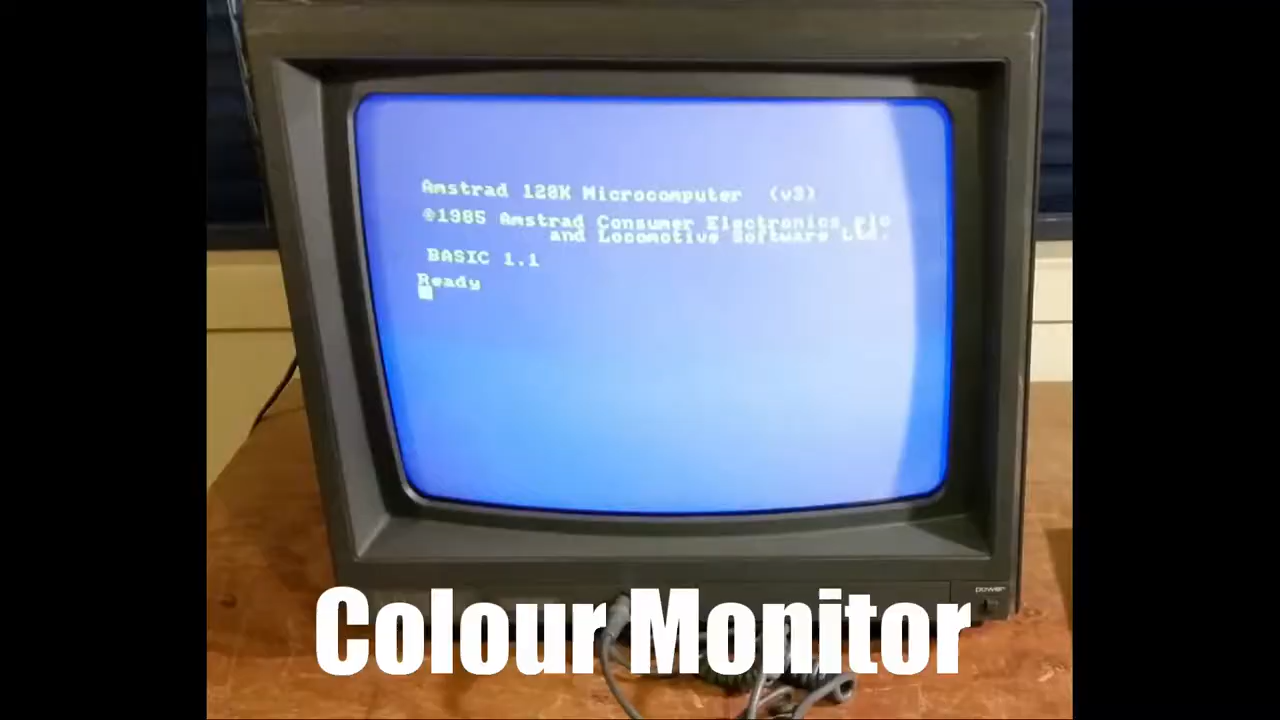 Amstrad 128K Microcomputer (v3)
©1985 Amstrad Consumer Electronics plc
and Locomotive Software Ltd.
BASIC 1.1
Ready
power
Colour Monitor